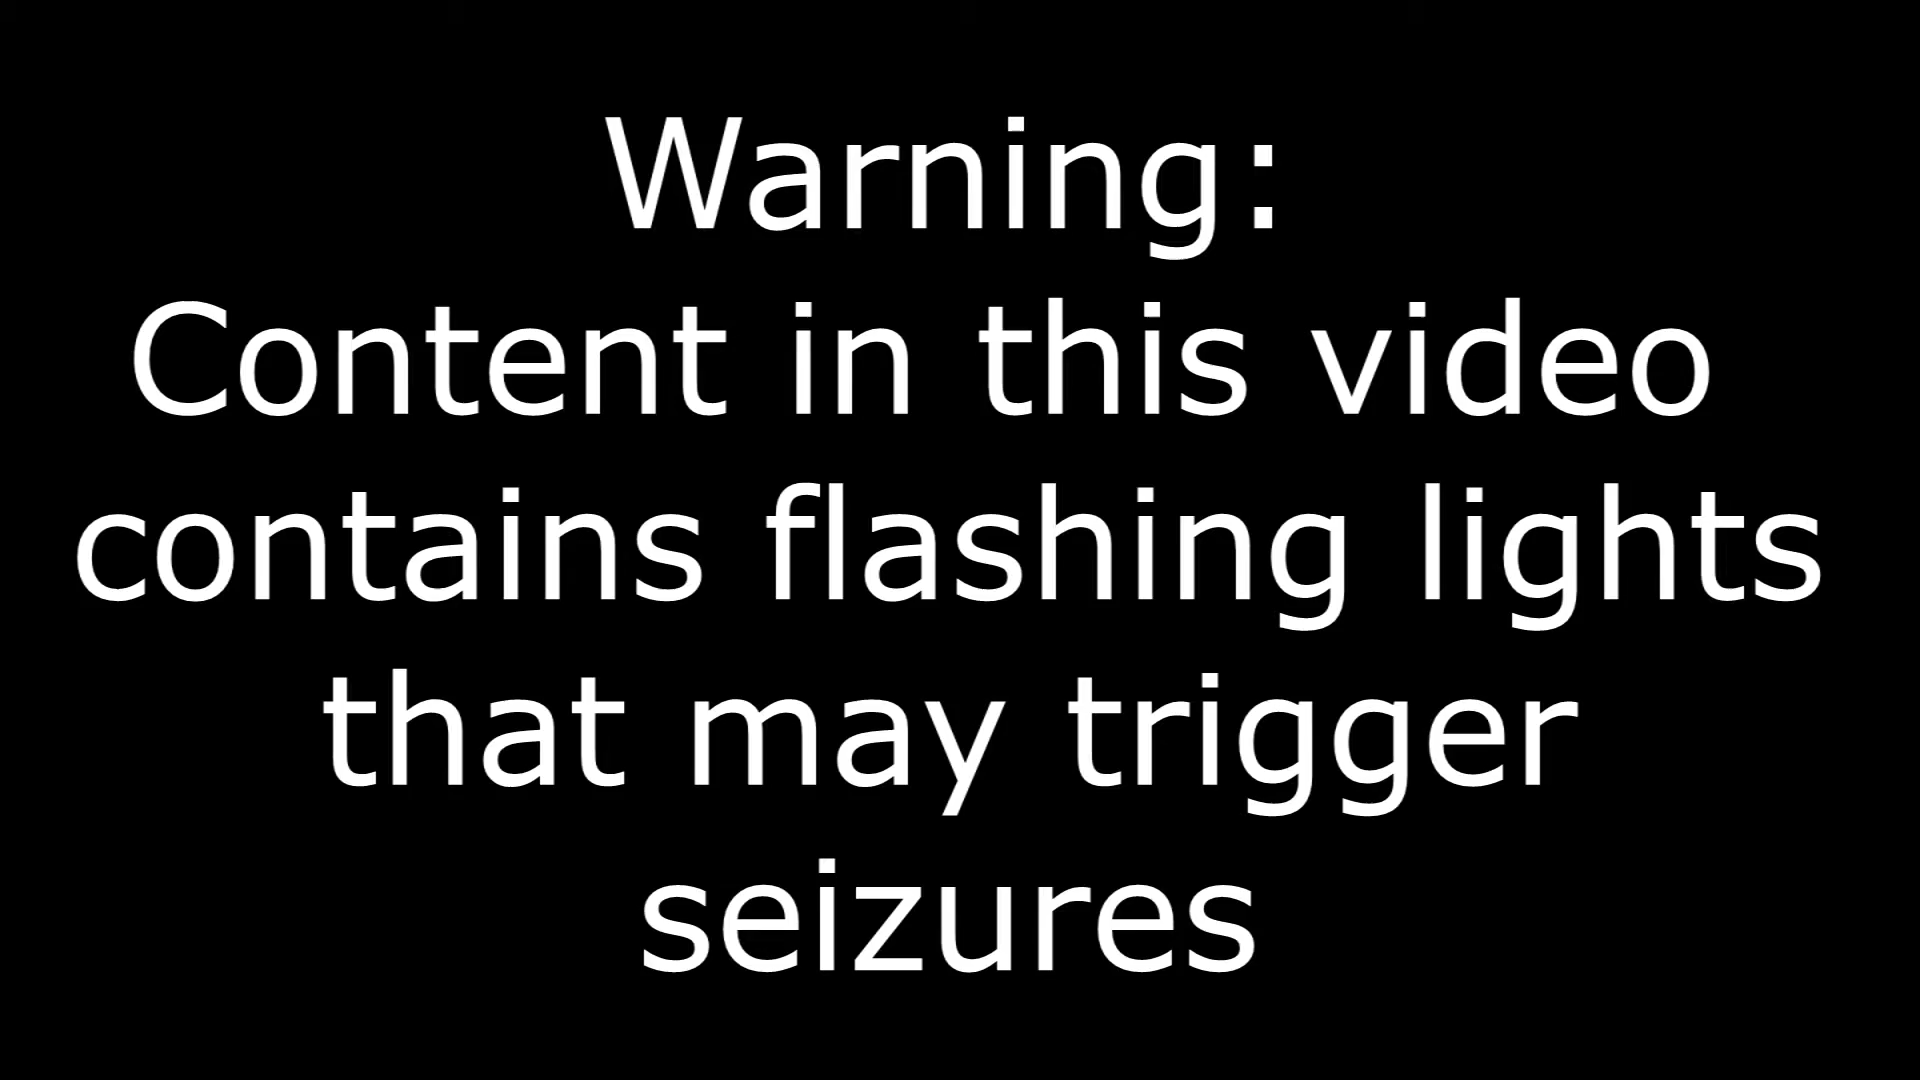 Warning:
Content in this video
contains flashing lights
that may trigger
seizures